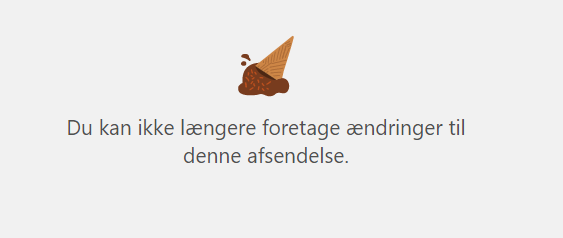 Du kan ikke længere foretage ændringer til
denne afsendelse.